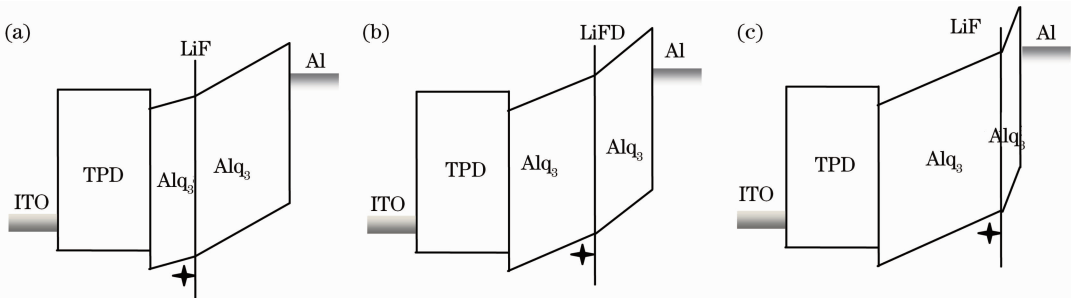 (a)
LiF
Al
TPD
Alq₃
Alq₃
ITO
(b)
LiFD
Al
TPD
Alq₃
Alq₃
ITO
(c)
LiF
Al
TPD
Alq₃
Alq₃
ITO